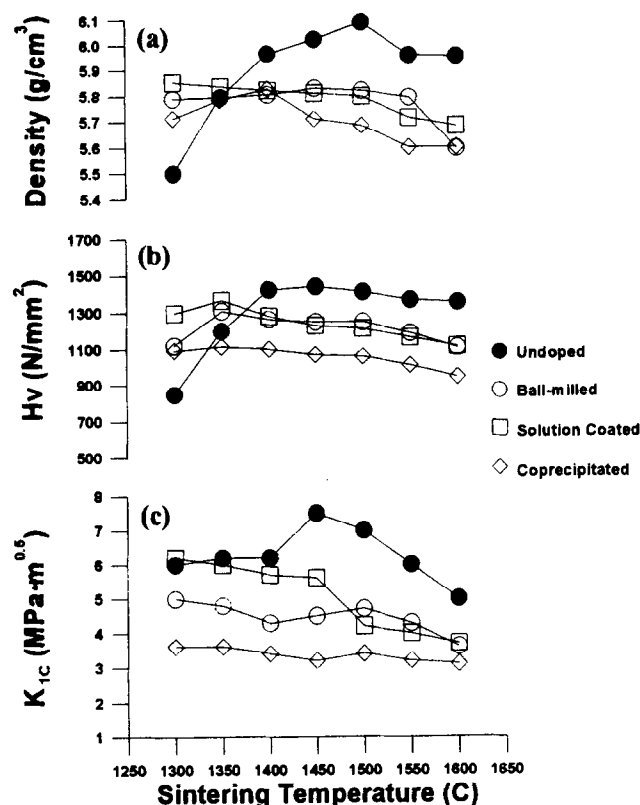 (a)
Density (g/cm³)
6.1
6.0
5.9
5.8
5.7
5.6
5.5
5.4
(b)
Hv (N/mm²)
1700
1500
1300
1100
900
700
500
Undoped
Ball-milled
Solution Coated
Coprecipitated
(c)
K₁C (MPa·m⁰·⁵)
8
7
6
5
4
3
2
1
1250 1300 1350 1400 1450 1500 1550 1600 1650
Sintering Temperature (C)